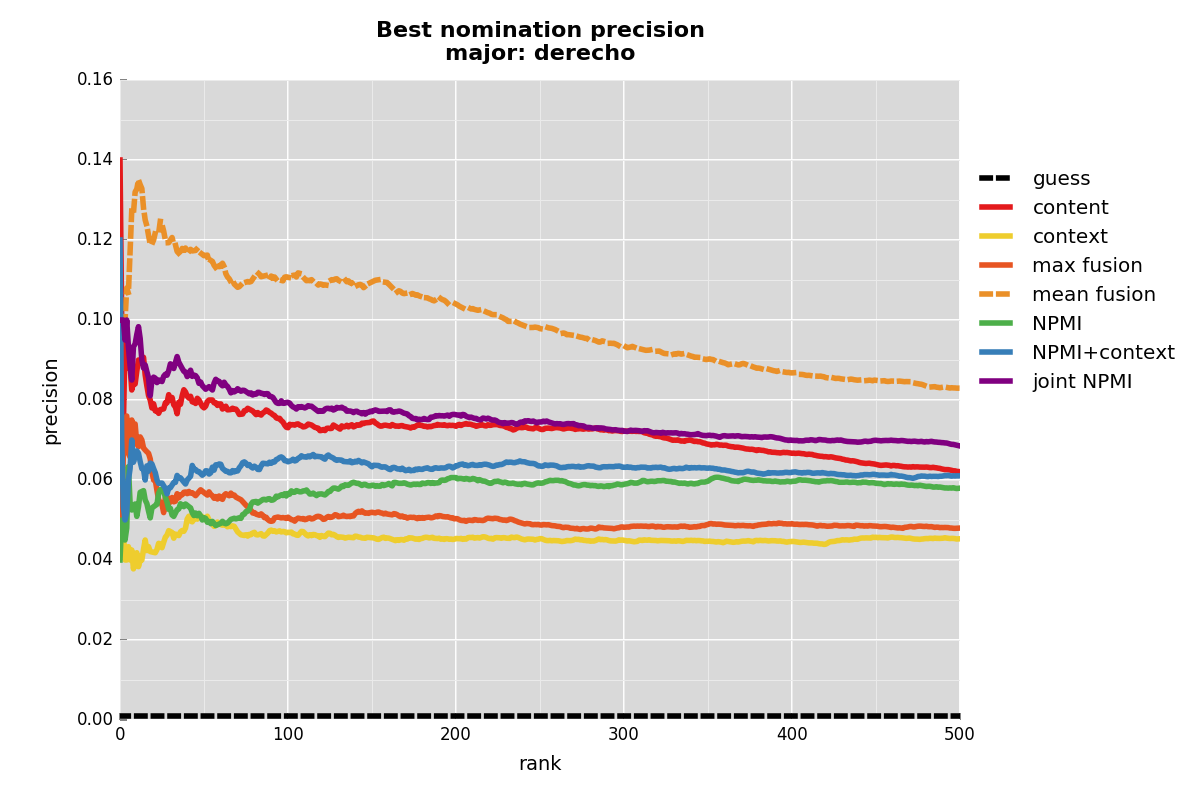 Best nomination precision
major: derecho
0.16
0.14
0.12
0.10
0.08
0.06
0.04
0.02
0.00
precision
0 100 200 300 400 500
rank
guess
content
context
max fusion
mean fusion
NPMI
NPMI+context
joint NPMI